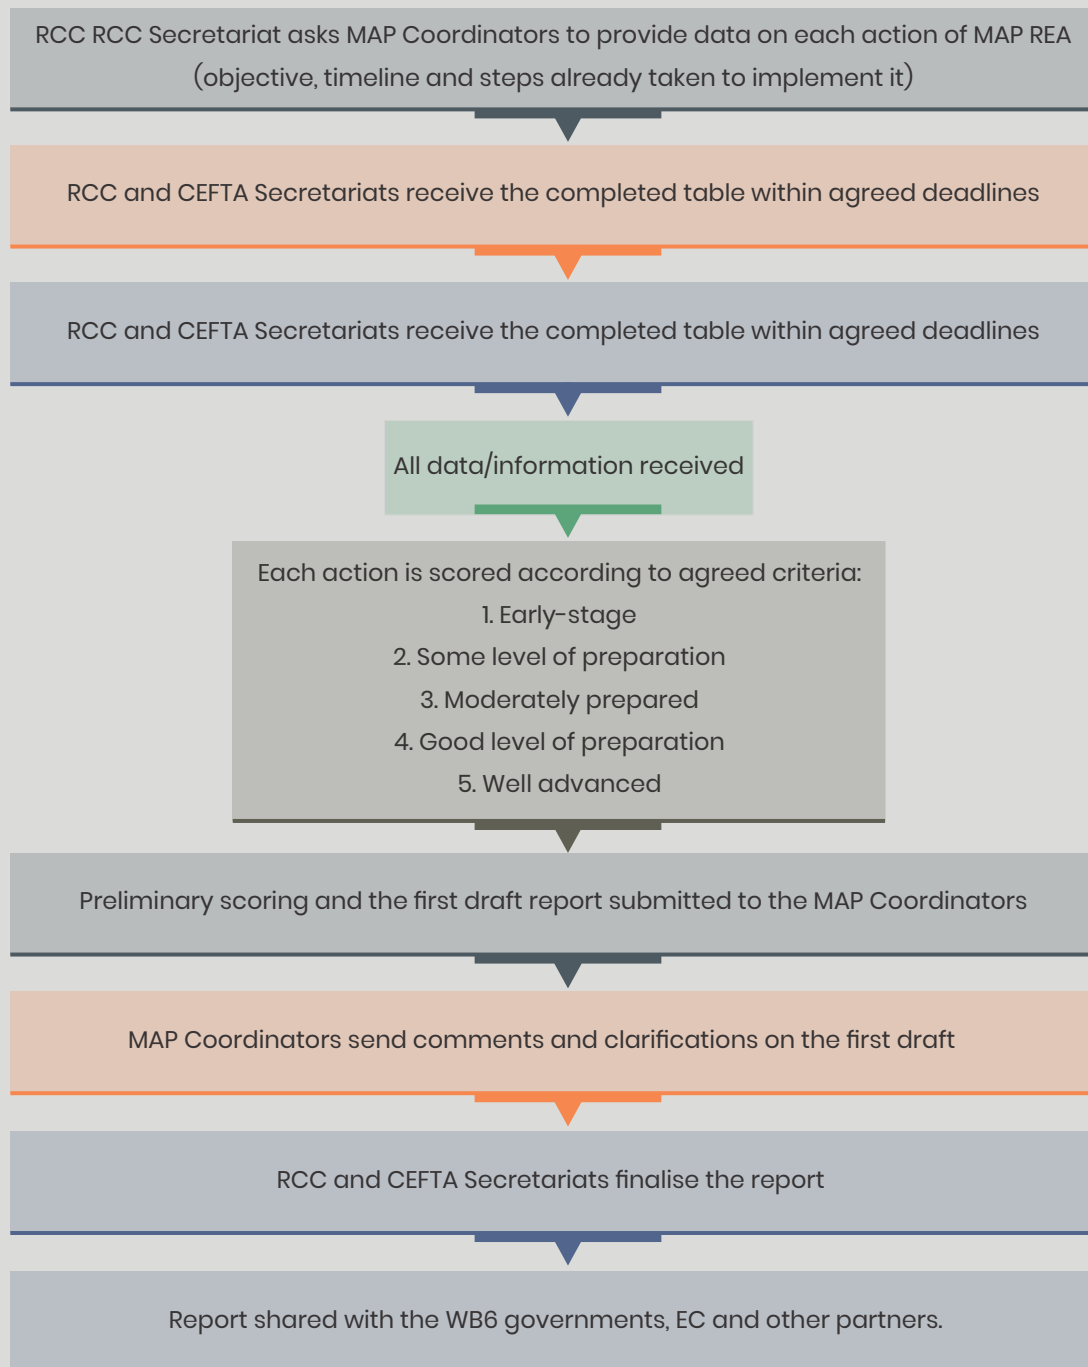 RCC RCC Secretariat asks MAP Coordinators to provide data on each action of MAP REA
(objective, timeline and steps already taken to implement it)
RCC and CEFTA Secretariats receive the completed table within agreed deadlines
RCC and CEFTA Secretariats receive the completed table within agreed deadlines
All data/information received
Each action is scored according to agreed criteria:
1. Early-stage
2. Some level of preparation
3. Moderately prepared
4. Good level of preparation
5. Well advanced
Preliminary scoring and the first draft report submitted to the MAP Coordinators
MAP Coordinators send comments and clarifications on the first draft
RCC and CEFTA Secretariats finalise the report
Report shared with the WB6 governments, EC and other partners.